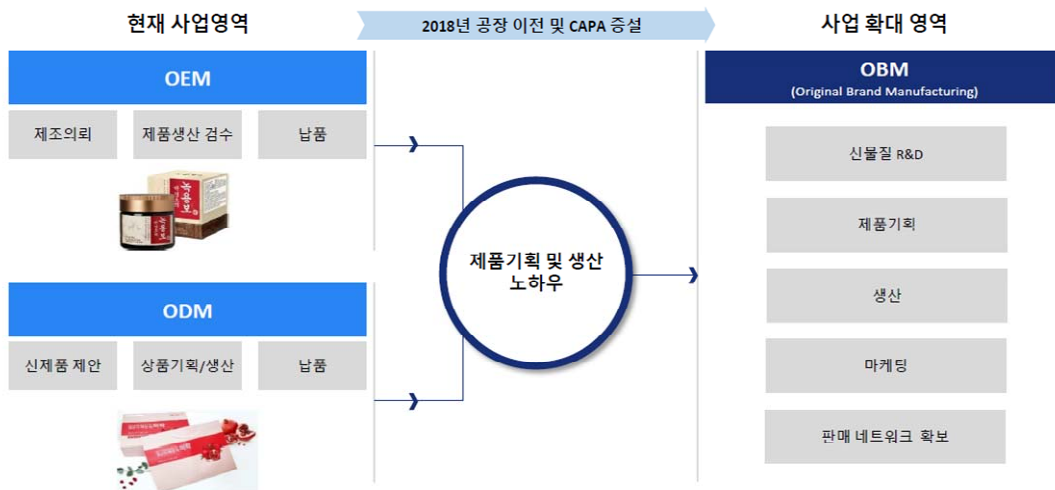 현재 사업영역
2018년 공장 이전 및 CAPA 증설
사업 확대 영역
OEM
제조의뢰
제품생산 검수
납품
ODM
신제품 제안
상품기획/생산
납품
제품기획 및 생산
노하우
OBM
(Original Brand Manufacturing)
신물질 R&D
제품기획
생산
마케팅
판매 네트워크 확보